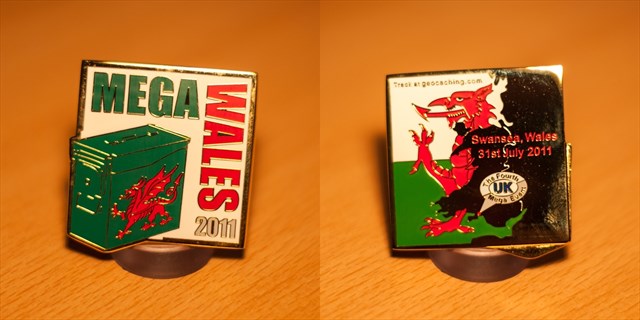 MEGA
WALES
2011
Track at geocaching.com
Swansea, Wales
31st July 2011
The Fourth
UK
Mega Event